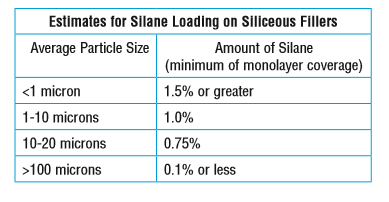 Estimates for Silane Loading on Siliceous Fillers
Average Particle Size
Amount of Silane
(minimum of monolayer coverage)
<1 micron
1.5% or greater
1-10 microns
1.0%
10-20 microns
0.75%
>100 microns
0.1% or less